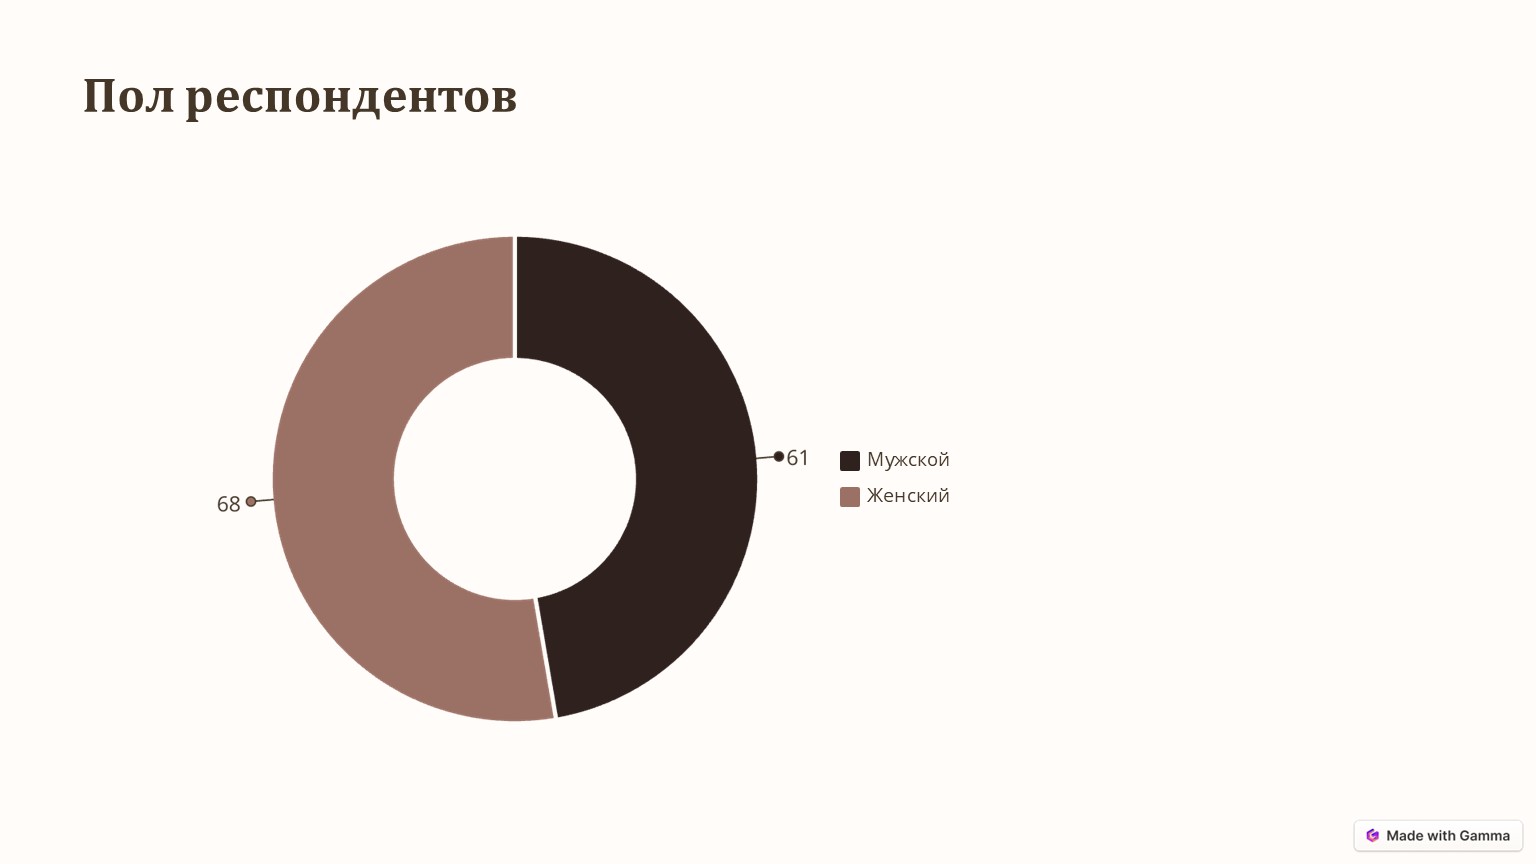 Пол респондентов
61
Мужской
68
Женский
Made with Gamma